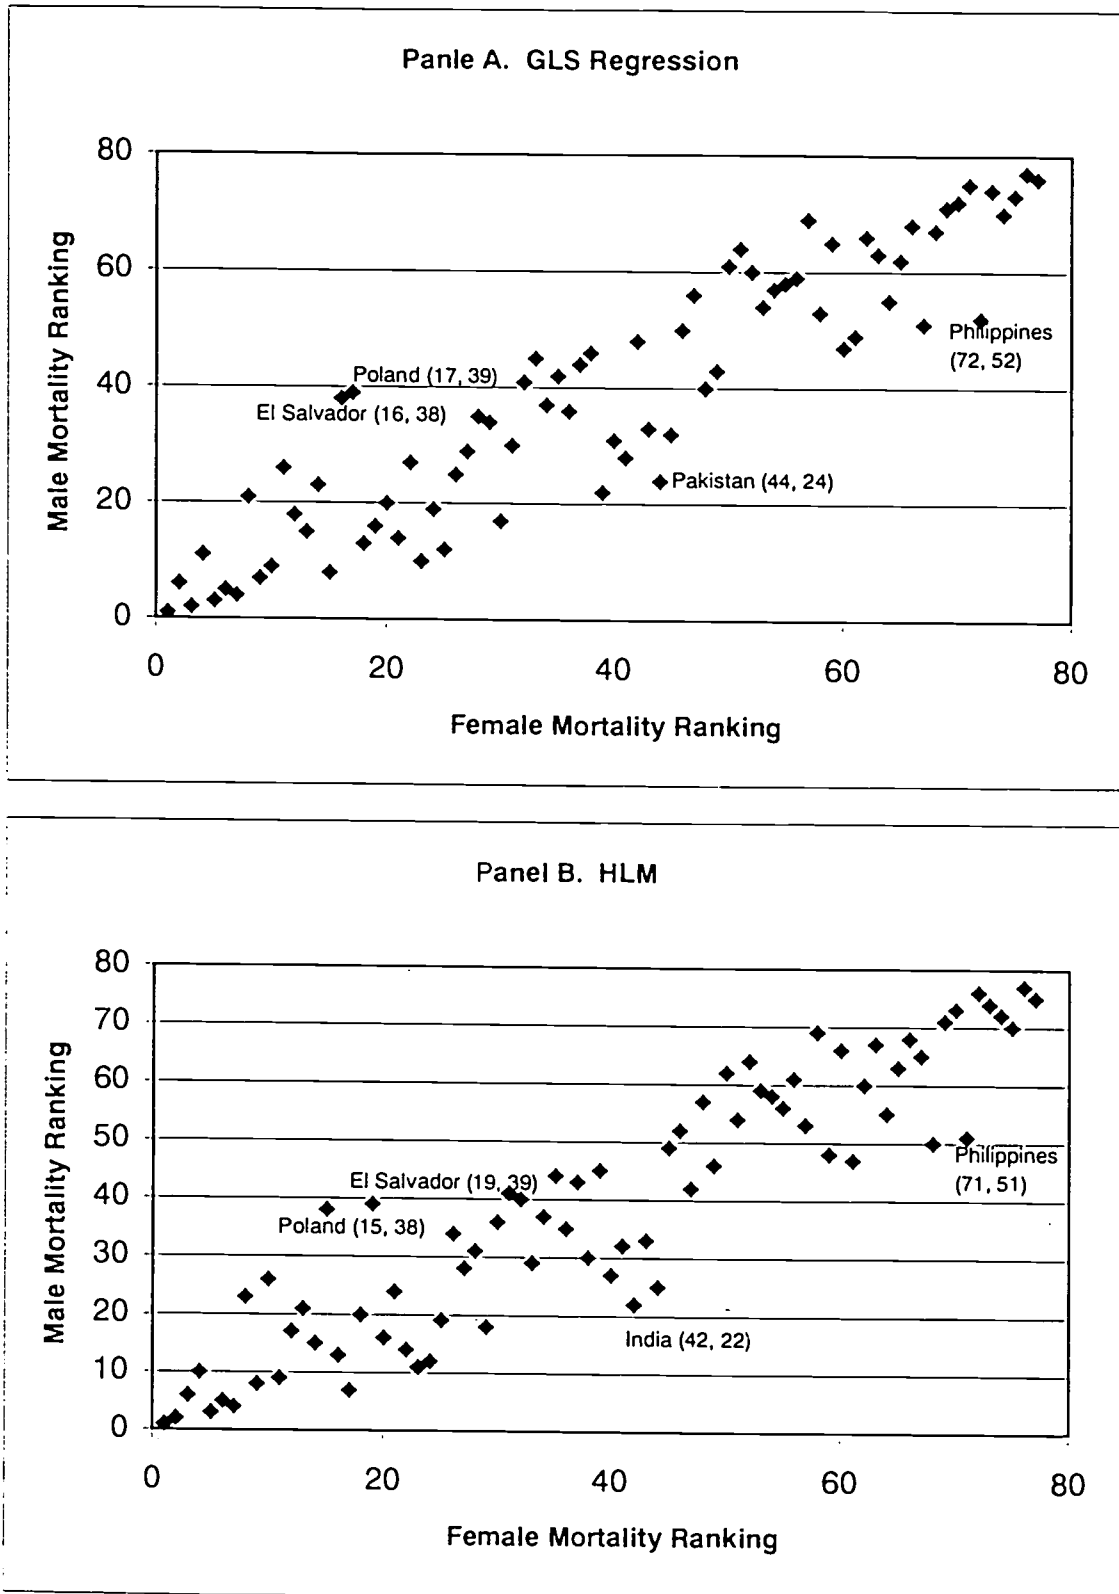 Panle A. GLS Regression
80
60
40
20
0
Male Mortality Ranking
Poland (17, 39)
El Salvador (16, 38)
Pakistan (44, 24)
Philippines
(72, 52)
0 20 40 60 80
Female Mortality Ranking
Panel B. HLM
80
70
60
50
40
30
20
10
0
Male Mortality Ranking
El Salvador (19, 39)
Poland (15, 38)
India (42, 22)
Philippines
(71, 51)
0 20 40 60 80
Female Mortality Ranking